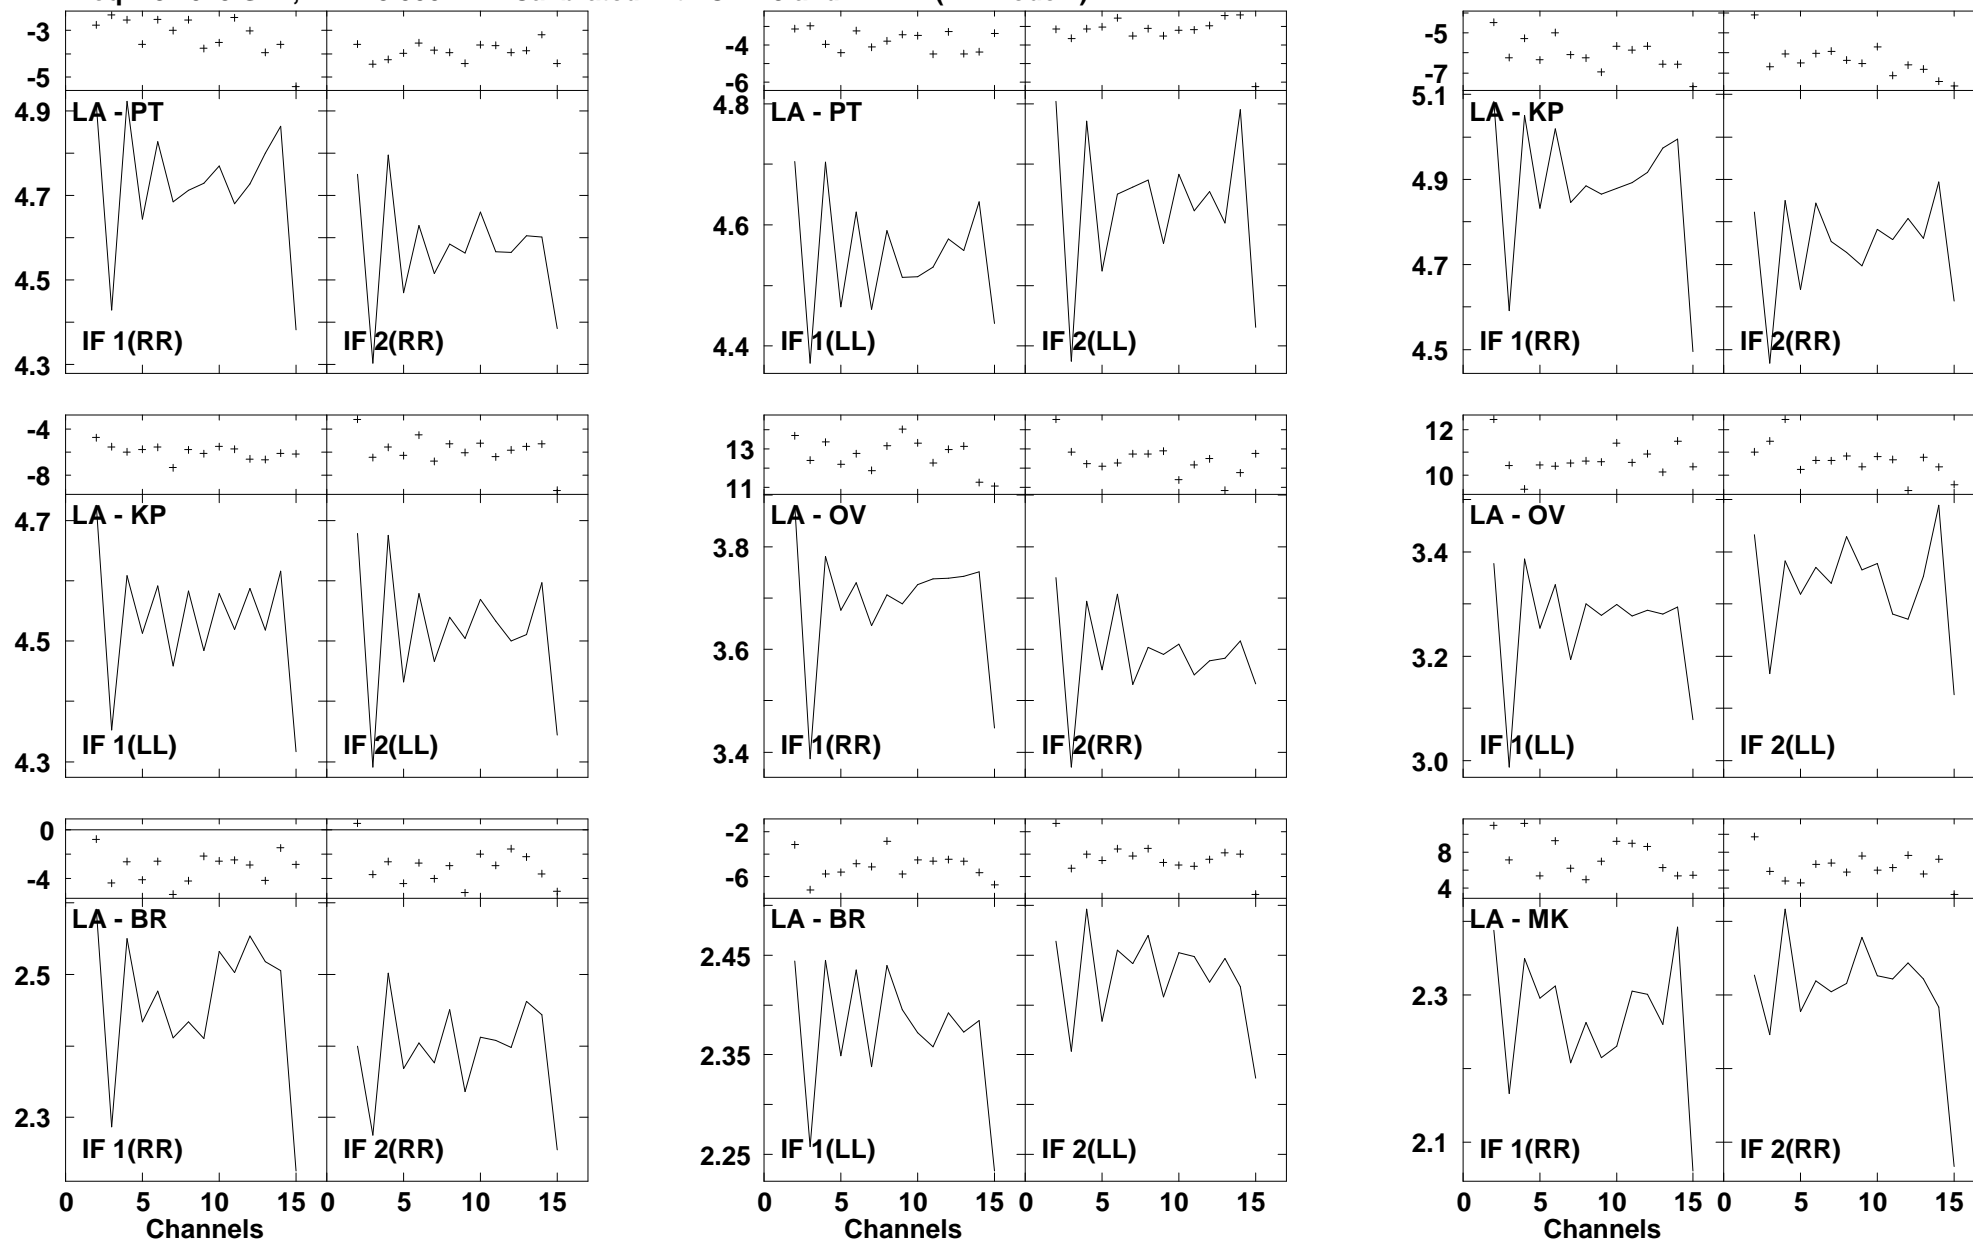 -3
-5
LA - PT
4.9
4.7
4.5
4.3
IF 1(RR)
IF 2(RR)
-4
-6
LA - PT
4.8
4.6
4.4
IF 1(LL)
IF 2(LL)
-5
-7
LA - KP
5.1
4.9
4.7
4.5
IF 1(RR)
IF 2(RR)
-4
-8
LA - KP
4.7
4.5
4.3
IF 1(LL)
IF 2(LL)
13
11
LA - OV
3.8
3.6
3.4
IF 1(RR)
IF 2(RR)
12
10
LA - OV
3.4
3.2
3.0
IF 1(LL)
IF 2(LL)
0
-4
LA - BR
2.5
2.3
IF 1(RR)
IF 2(RR)
0 5 10 15 0 5 10 15
Channels
-2
-6
LA - BR
2.45
2.35
2.25
IF 1(LL)
IF 2(LL)
0 5 10 15 0 5 10 15
Channels
8
4
LA - MK
2.3
2.1
IF 1(RR)
IF 2(RR)
0 5 10 15 0 5 10 15
Channels